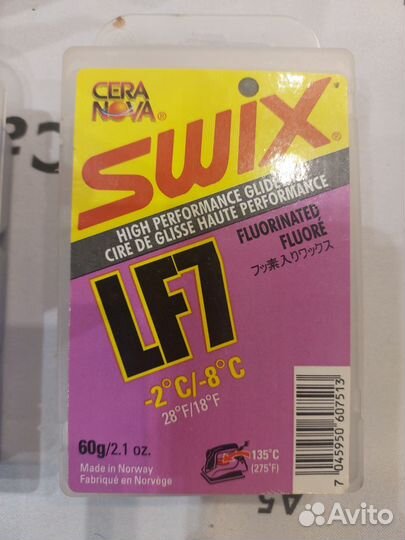 CERA
NOVA®
SWIX®
HIGH PERFORMANCE GLIDE
CIRE DE GLISSE HAUTE PERFORMANCE
FLUORINATED
FLUORÉ
フッ素入りワックス
LF7
-2°C/-8°C
28°F/18°F
60g/2.1 oz.
Made in Norway
Fabriqué en Norvège
135°C
(275°F)
7 045950 607513
A5
Avito